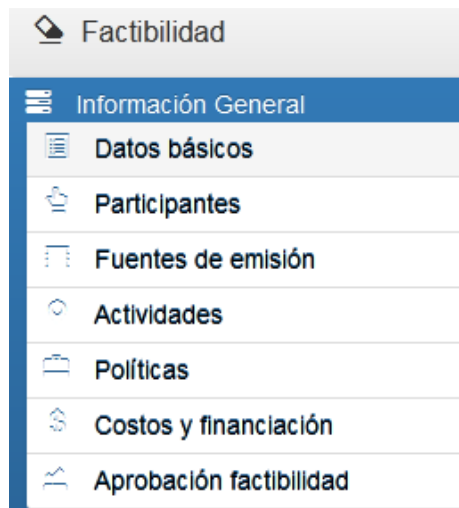 Factibilidad
Información General
Datos básicos
Participantes
Fuentes de emisión
Actividades
Políticas
Costos y financiación
Aprobación factibilidad